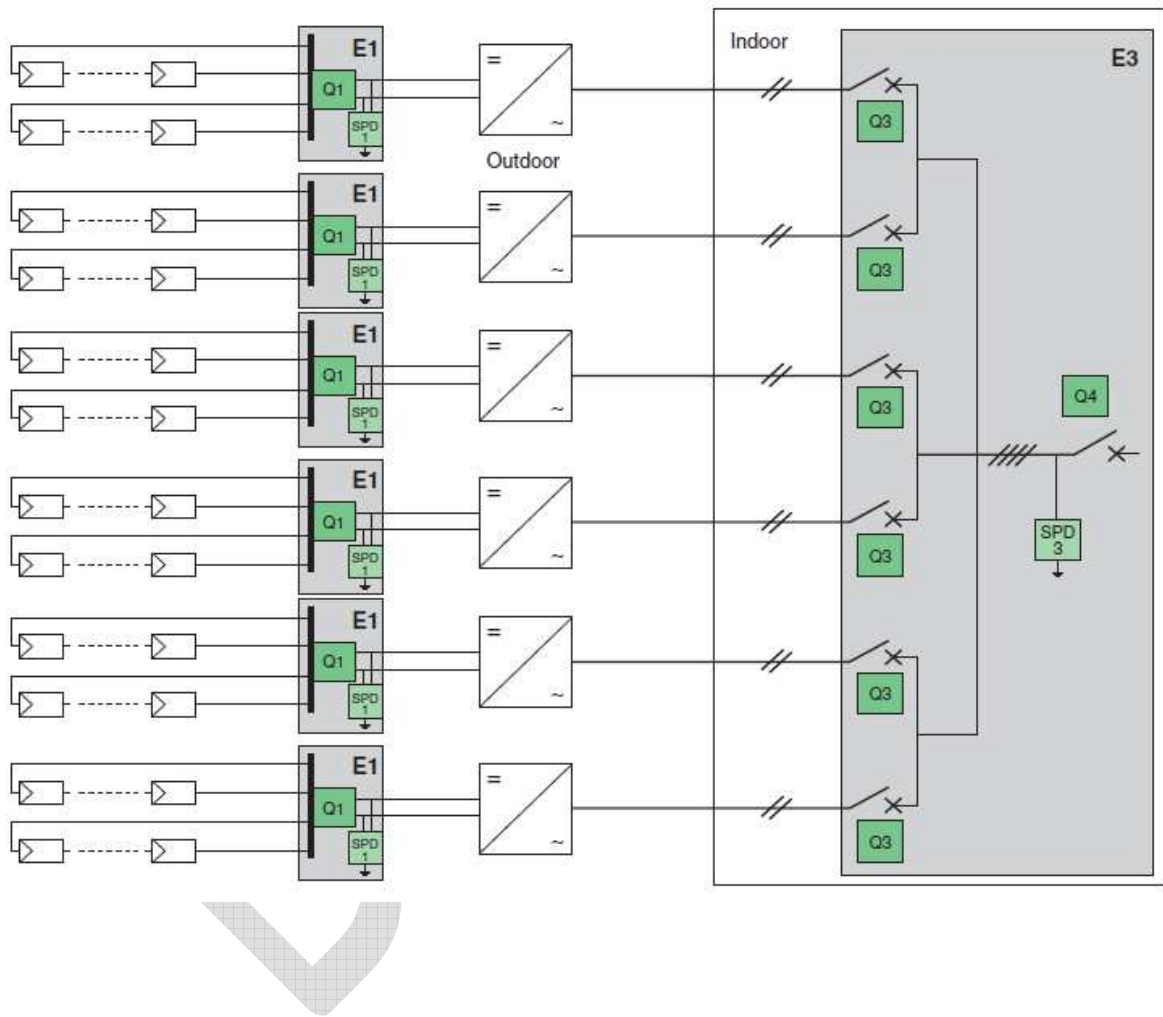 Indoor
E3
E1
Q1
SPD
1
=
~
Q3
Outdoor
E1
Q1
SPD
1
=
~
Q3
E1
Q1
SPD
1
=
~
Q3
Q4
E1
Q1
SPD
1
=
~
Q3
SPD
3
E1
Q1
SPD
1
=
~
Q3
E1
Q1
SPD
1
=
~
Q3